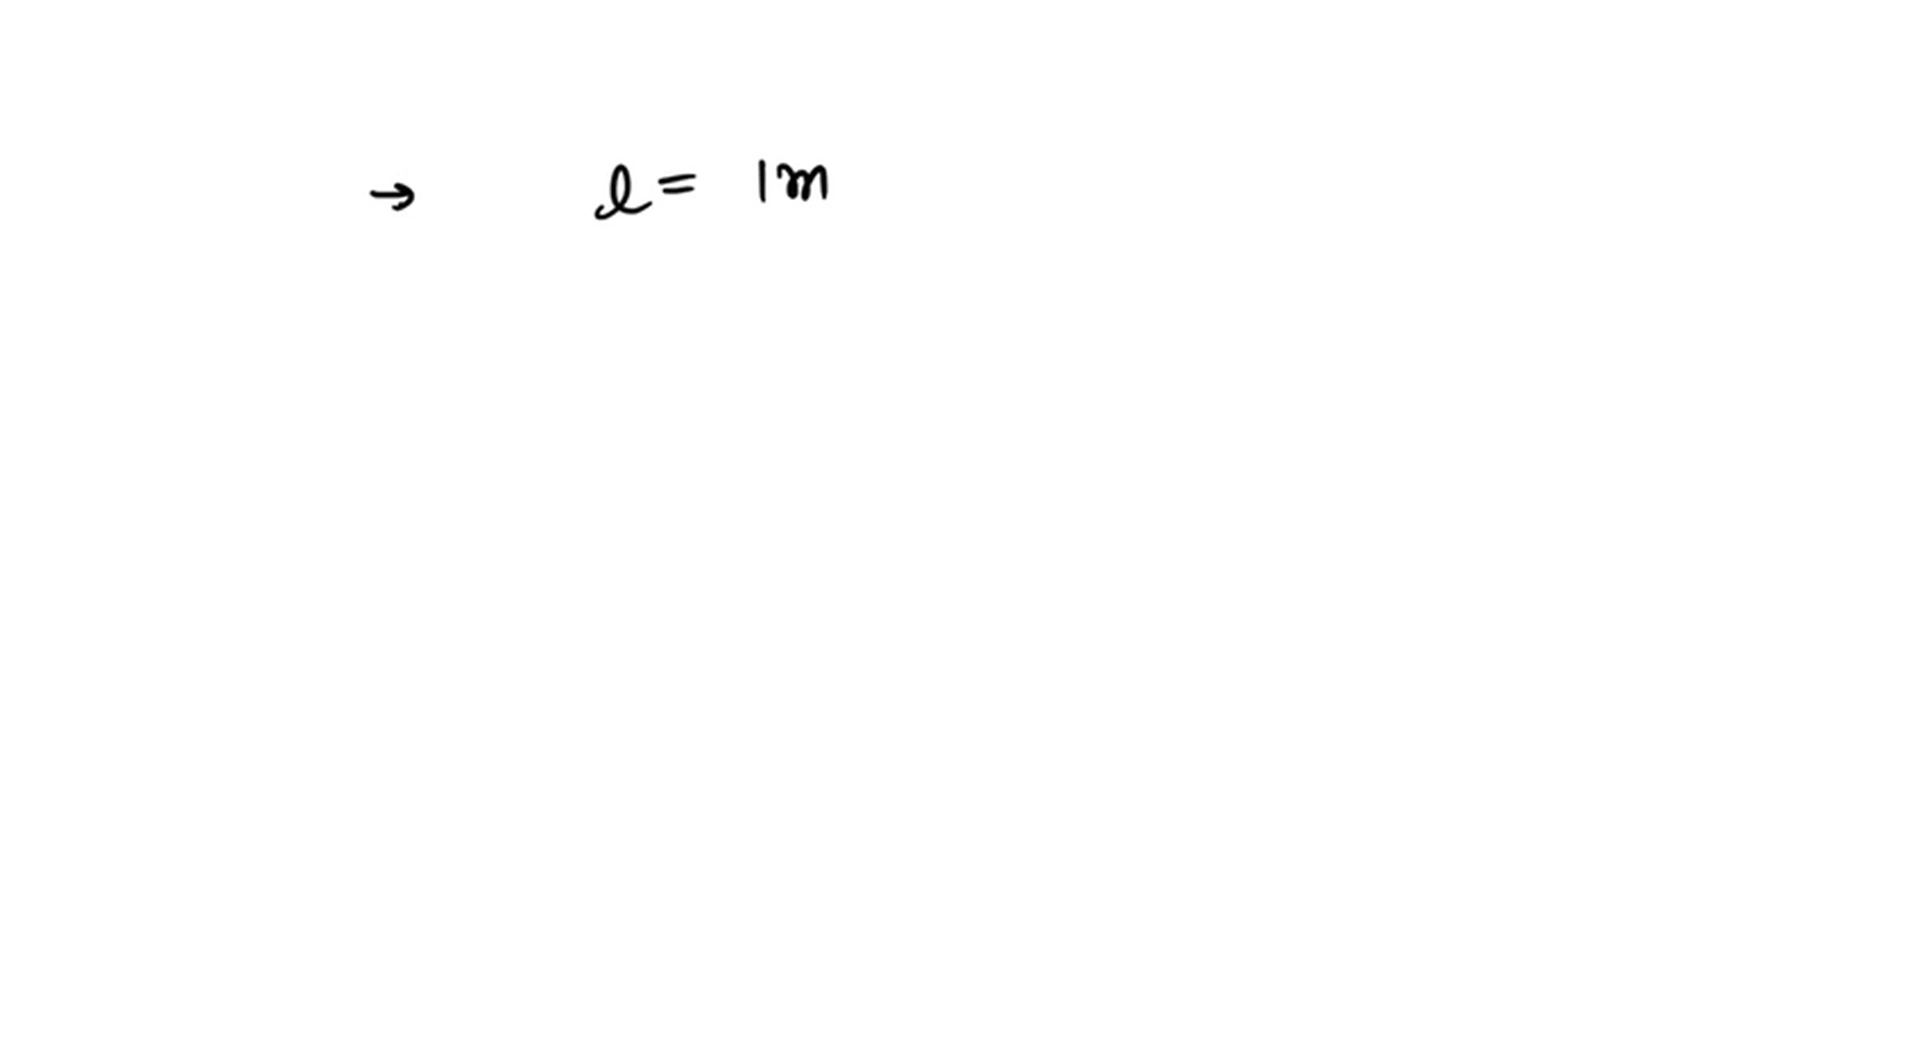 → l = 1m